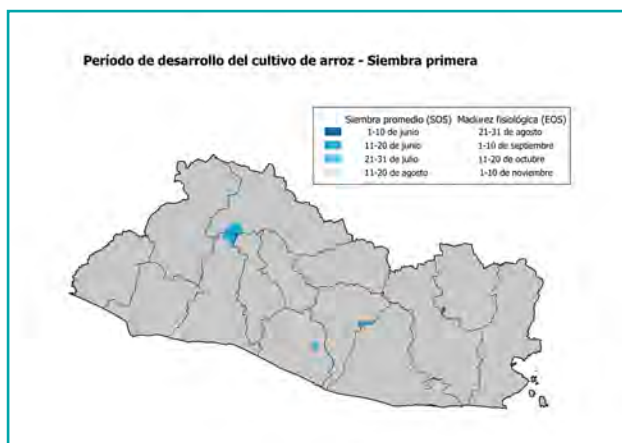 Período de desarrollo del cultivo de arroz - Siembra primera
Siembra promedio (SOS) Madurez fisiológica (EOS)
1-10 de junio 21-31 de agosto
11-20 de junio 1-10 de septiembre
21-31 de julio 11-20 de octubre
11-20 de agosto 1-10 de noviembre